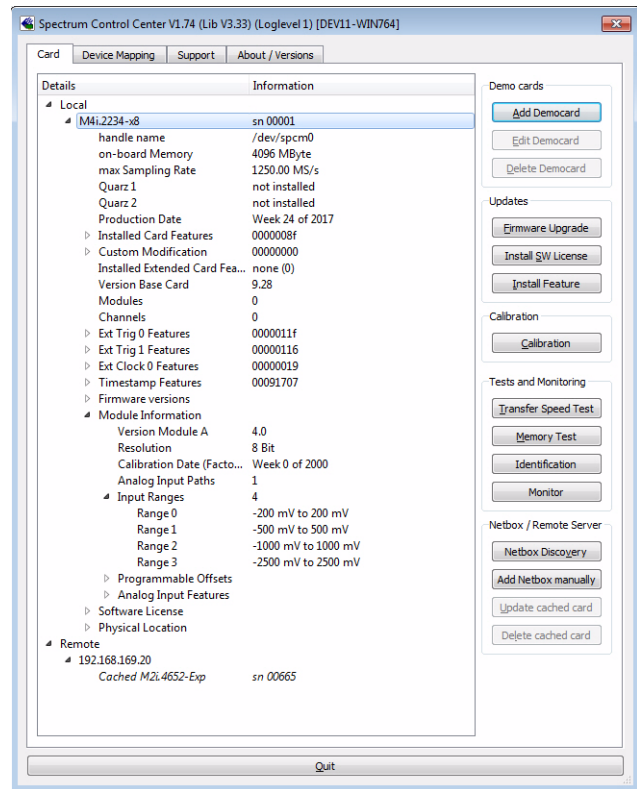 Spectrum Control Center V1.74 (Lib V3.33) (Loglevel 1) [DEV11-WIN764]
Card Device Mapping Support About / Versions
Details Information
Local
M4i.2234-x8 sn 00001
handle name /dev/spcm0
on-board Memory 4096 MByte
max Sampling Rate 1250.00 MS/s
Quarz 1 not installed
Quarz 2 not installed
Production Date Week 24 of 2017
Installed Card Features 0000008f
Custom Modification 00000000
Installed Extended Card Fea... none (0)
Version Base Card 9.28
Modules 0
Channels 0
Ext Trig 0 Features 0000011f
Ext Trig 1 Features 00000116
Ext Clock 0 Features 00000019
Timestamp Features 00091707
Firmware versions
Module Information
Version Module A 4.0
Resolution 8 Bit
Calibration Date (Facto... Week 0 of 2000
Analog Input Paths 1
Input Ranges 4
Range 0 -200 mV to 200 mV
Range 1 -500 mV to 500 mV
Range 2 -1000 mV to 1000 mV
Range 3 -2500 mV to 2500 mV
Programmable Offsets
Analog Input Features
Software License
Physical Location
Remote
192.168.169.20
Cached M2i.4652-Exp sn 00665
Demo cards
Add Democard
Edit Democard
Delete Democard
Updates
Firmware Upgrade
Install SW License
Install Feature
Calibration
Calibration
Tests and Monitoring
Transfer Speed Test
Memory Test
Identification
Monitor
Netbox / Remote Server
Netbox Discovery
Add Netbox manually
Update cached card
Delete cached card
Quit